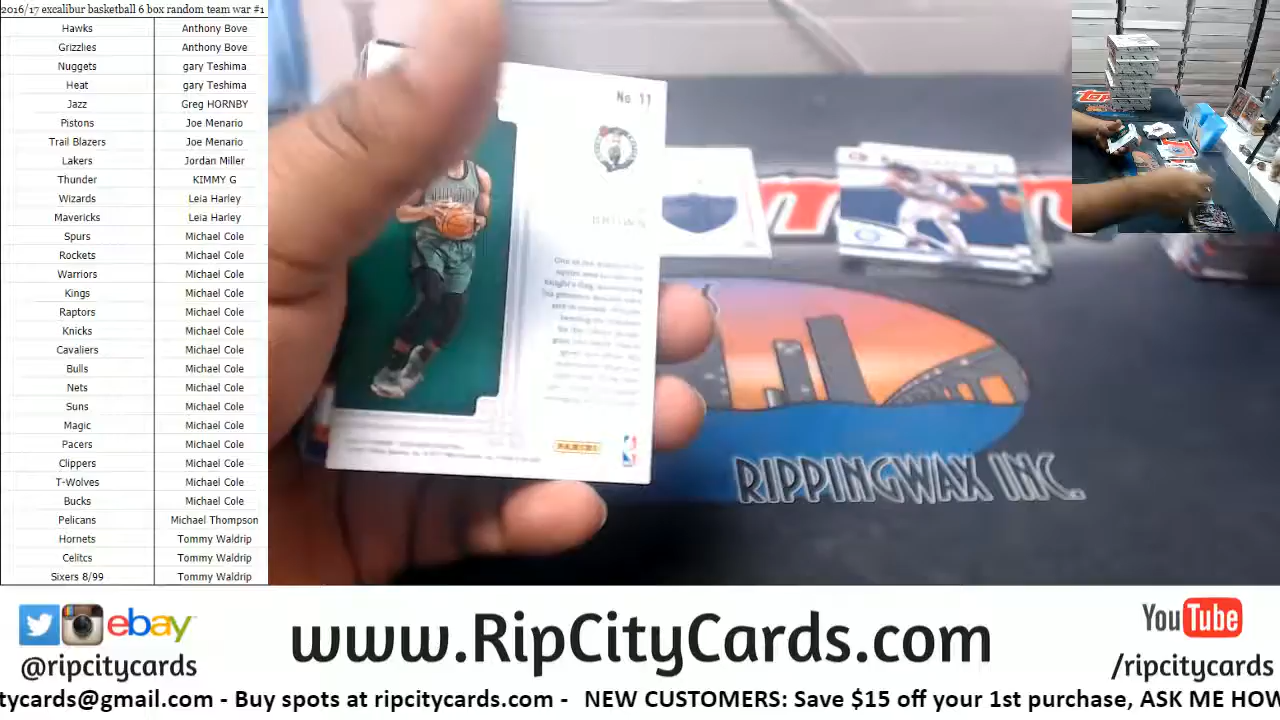 2016/17 excalibur basketball 6 box random team war #1
Hawks Anthony Bove
Grizzlies Anthony Bove
Nuggets gary Teshima
Heat gary Teshima
Jazz Greg HORNBY
Pistons Joe Menario
Trail Blazers Joe Menario
Lakers Jordan Miller
Thunder KIMMY G
Wizards Leia Harley
Mavericks Leia Harley
Spurs Michael Cole
Rockets Michael Cole
Warriors Michael Cole
Kings Michael Cole
Raptors Michael Cole
Knicks Michael Cole
Cavaliers Michael Cole
Bulls Michael Cole
Nets Michael Cole
Suns Michael Cole
Magic Michael Cole
Pacers Michael Cole
Clippers Michael Cole
T-Wolves Michael Cole
Bucks Michael Cole
Pelicans Michael Thompson
Hornets Tommy Waldrip
Celitcs Tommy Waldrip
Sixers 8/99 Tommy Waldrip
No. 11
BROWN
PANINI
RIPPINGWAX INC.
ebay
@ripcitycards
www.RipCityCards.com
YouTube
/ripcitycards
tycards@gmail.com - Buy spots at ripcitycards.com - NEW CUSTOMERS: Save $15 off your 1st purchase, ASK ME HOW